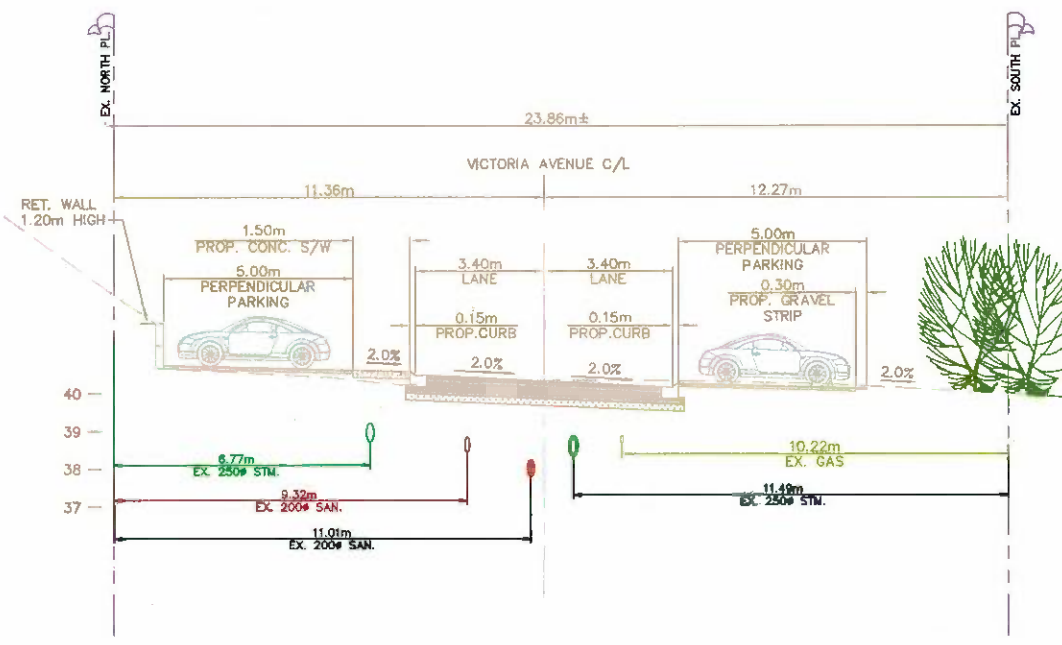 EX. NORTH PL.
EX. SOUTH PL.
23.86m±
VICTORIA AVENUE C/L
11.36m
12.27m
RET. WALL
1.20m HIGH
1.50m
PROP. CONC. S/W
5.00m
PERPENDICULAR
PARKING
3.40m
LANE
3.40m
LANE
5.00m
PERPENDICULAR
PARKING
0.15m
PROP.CURB
0.15m
PROP.CURB
0.30m
PROP. GRAVEL
STRIP
2.0%
2.0%
2.0%
2.0%
40
39
38
37
6.77m
EX. 250ø STM.
10.22m
EX. GAS
9.32m
EX. 200ø SAN.
11.49m
EX. 250ø STM.
11.01m
EX. 200ø SAN.